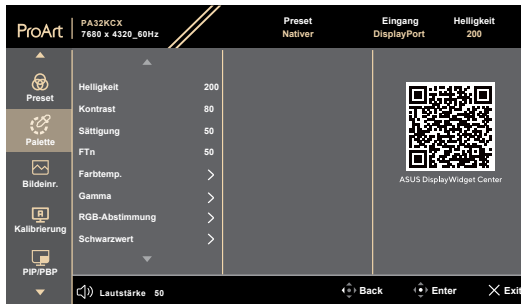 ProArt
PA32KCX
7680 x 4320_60Hz
Preset
Nativer
Eingang
DisplayPort
Helligkeit
200
Preset
Palette
Bildeinr.
Kalibrierung
PIP/PBP
Helligkeit 200
Kontrast 80
Sättigung 50
FTn 50
Farbtemp.
Gamma
RGB-Abstimmung
Schwarzwert
ASUS DisplayWidget Center
Lautstärke 50
Back
Enter
Exit